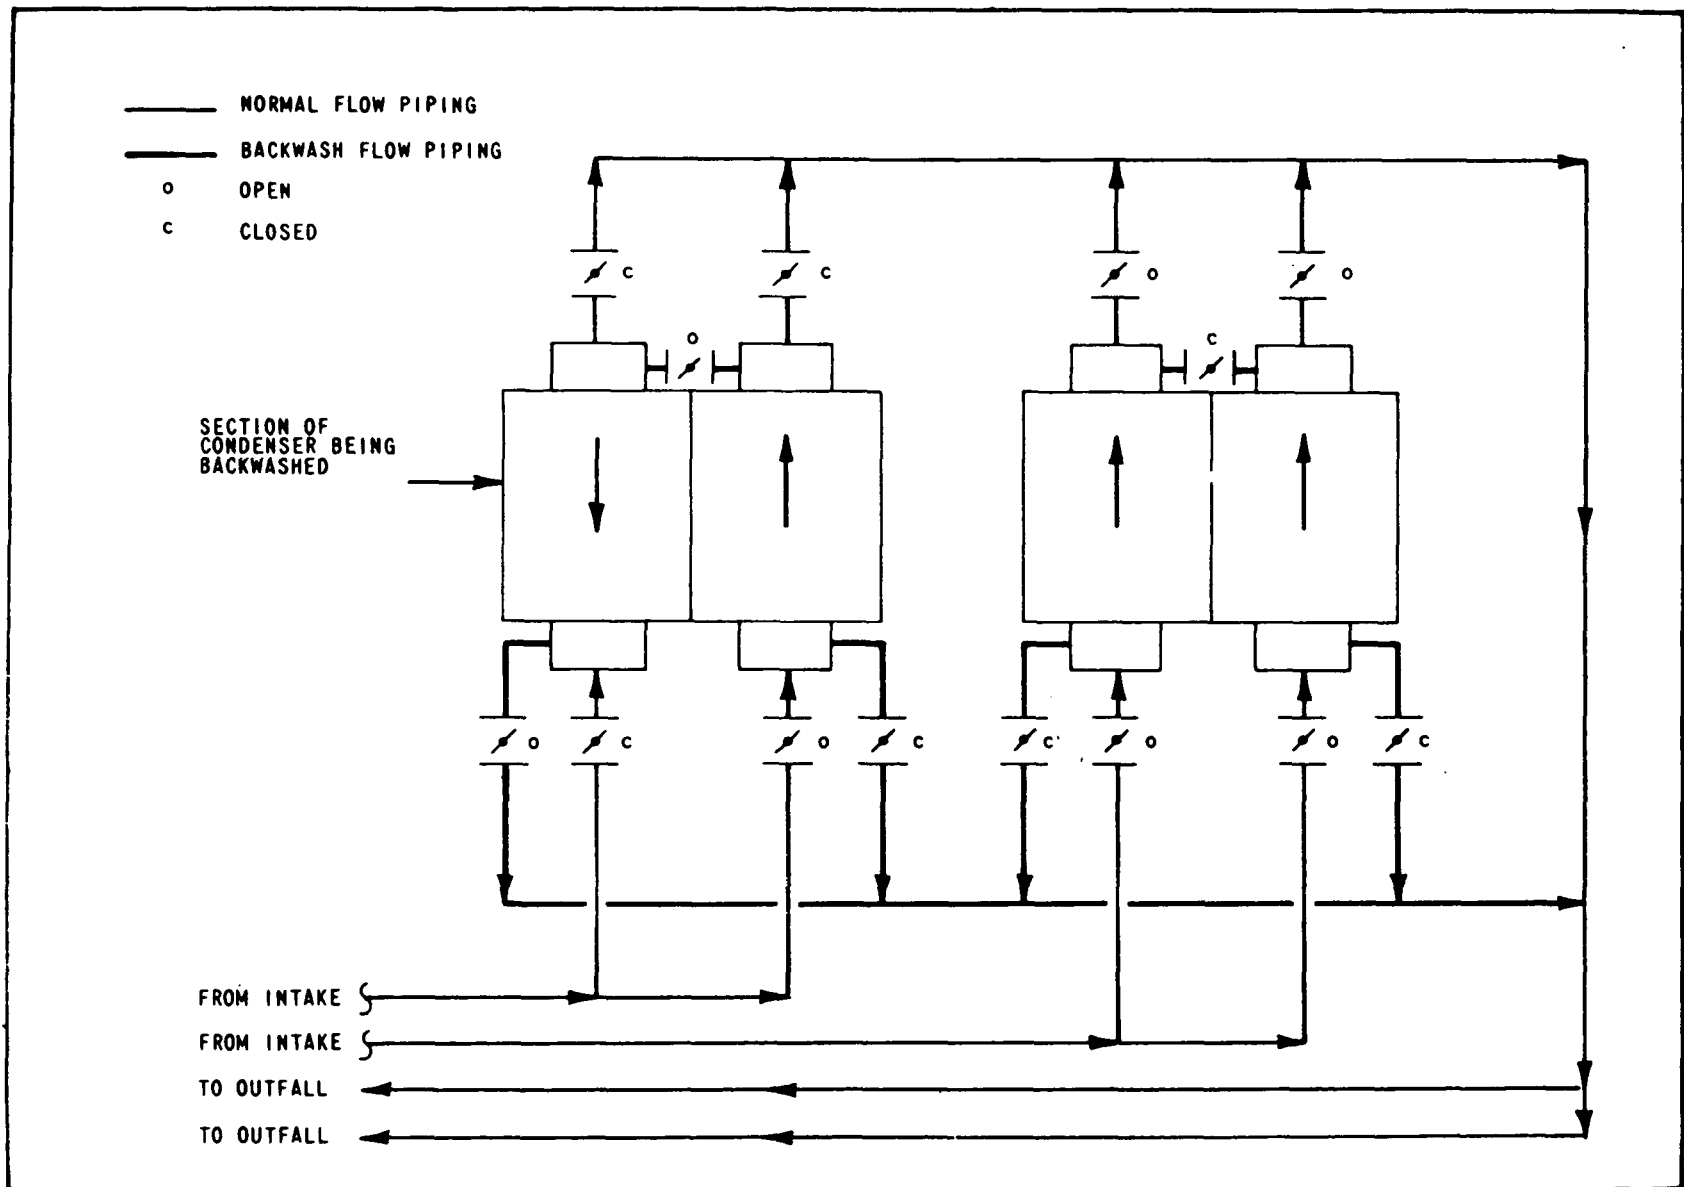 NORMAL FLOW PIPING
BACKWASH FLOW PIPING
O OPEN
C CLOSED
C C O O
O C
SECTION OF
CONDENSER BEING
BACKWASHED
O C O C C O O C
FROM INTAKE
FROM INTAKE
TO OUTFALL
TO OUTFALL